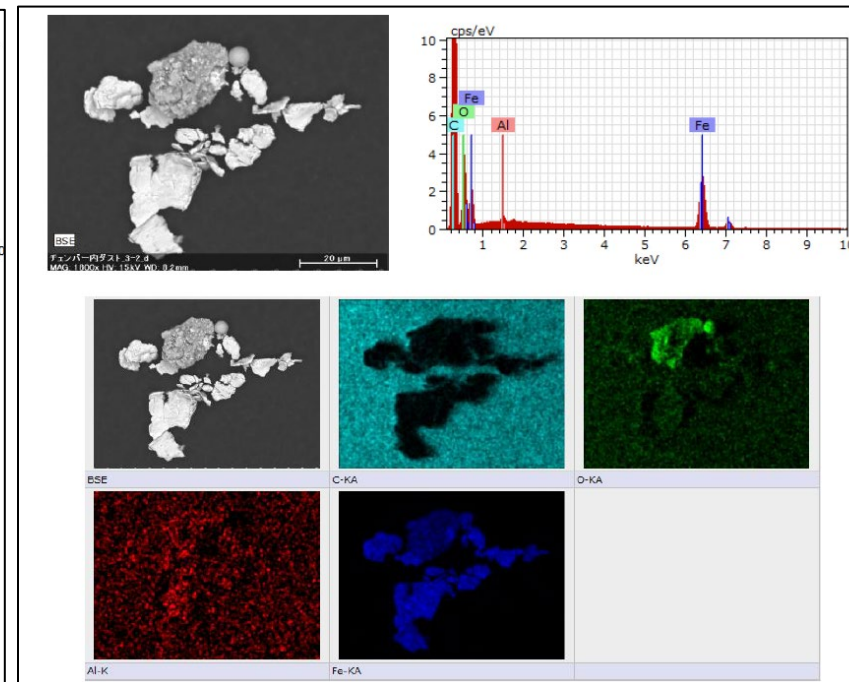 BSE
チェンバー内ダスト_3-2_d
MAG: 1000x HV: 15kV WD: 8.2mm
20 μm
cps/eV
10
8
6
4
2
0
Fe
O
C
Al
Fe
1 2 3 4 5 6 7 8 9
keV
BSE
C-KA
O-KA
Al-K
Fe-KA